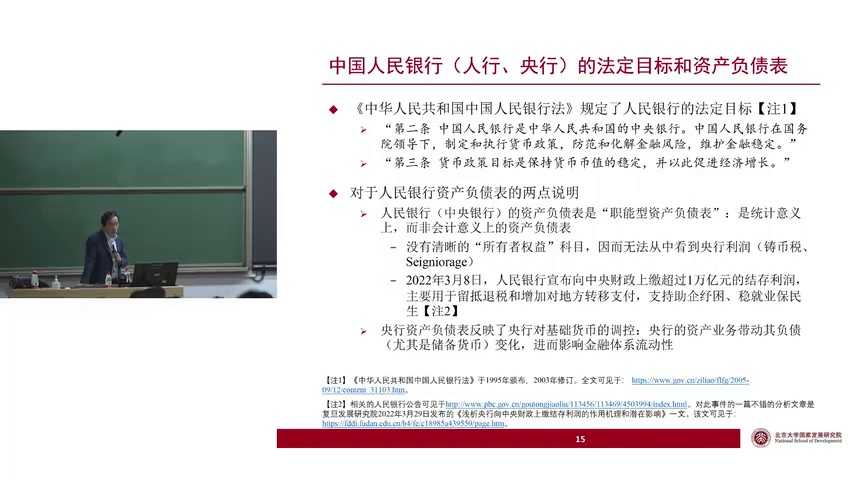 中国人民银行（人行、央行）的法定目标和资产负债表
《中华人民共和国中国人民银行法》规定了人民银行的法定目标【注1】
“第二条 中国人民银行是中华人民共和国的中央银行。中国人民银行在国务
院领导下，制定和执行货币政策，防范和化解金融风险，维护金融稳定。”
“第三条 货币政策目标是保持货币币值的稳定，并以此促进经济增长。”
对于人民银行资产负债表的两点说明
人民银行（中央银行）的资产负债表是“职能型资产负债表”：是统计意义
上，而非会计意义上的资产负债表
没有清晰的“所有者权益”科目，因而无法从中看到央行利润（铸币税、
Seigniorage）
2022年3月8日，人民银行宣布向中央财政上缴超过1万亿元的结存利润，
主要用于留抵退税和增加对地方转移支付，支持助企纾困、稳就业保民
生【注2】
央行资产负债表反映了央行对基础货币的调控：央行的资产业务带动其负债
（尤其是储备货币）变化，进而影响金融体系流动性
【注1】《中华人民共和国中国人民银行法》于1995年颁布，2003年修订。全文可见于： https://www.gov.cn/ziliao/flfg/2005-
09/12/content_31103.htm。
【注2】相关的人民银行公告可见于http://www.pbc.gov.cn/goutongjiaoliu/113456/113469/4503994/index.html。对此事件的一篇不错的分析文章是
复旦发展研究院2022年3月29日发布的《浅析央行向中央财政上缴结存利润的作用机理和潜在影响》一文。该文可见于：
https://fddi.fudan.edu.cn/b4/fe/c18985a439550/page.htm。
15
北京大学国家发展研究院
National School of Development